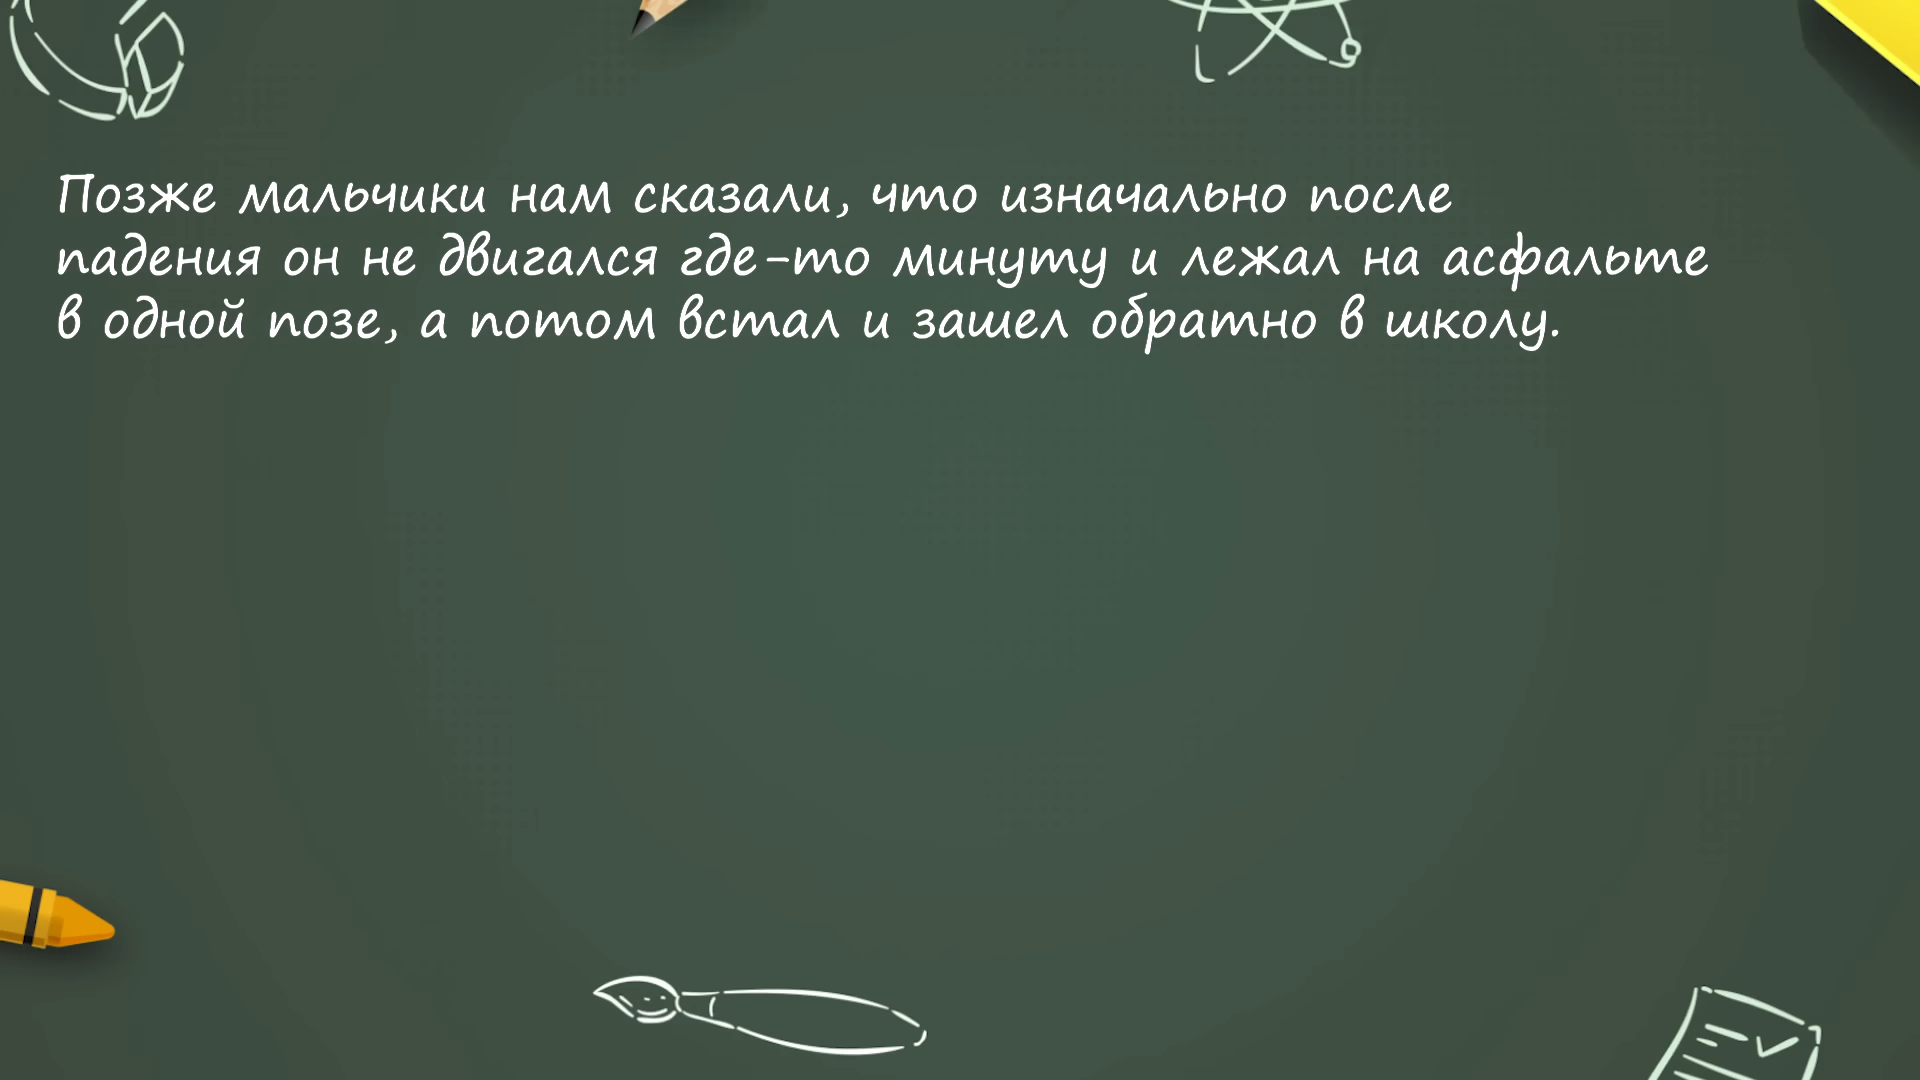 Позже мальчики нам сказали, что изначально после
падения он не двигался где-то минуту и лежал на асфальте
в одной позе, а потом встал и зашел обратно в школу.